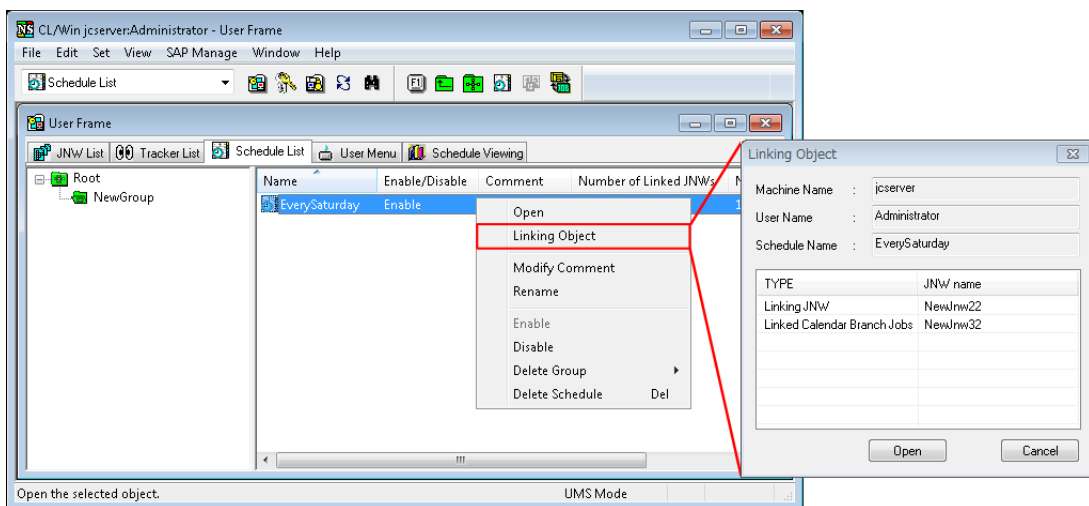 CL/Win jcserver:Administrator - User Frame
File Edit Set View SAP Manage Window Help
Schedule List
User Frame
JNW List Tracker List Schedule List User Menu Schedule Viewing
Root
NewGroup
Name Enable/Disable Comment Number of Linked JNWs
EverySaturday Enable 1
Open
Linking Object
Modify Comment
Rename
Enable
Disable
Delete Group
Delete Schedule Del
Open the selected object. UMS Mode
Linking Object
Machine Name : jcserver
User Name : Administrator
Schedule Name : EverySaturday
TYPE JNW name
Linking JNW NewJnw22
Linked Calendar Branch Jobs NewJnw32
Open Cancel